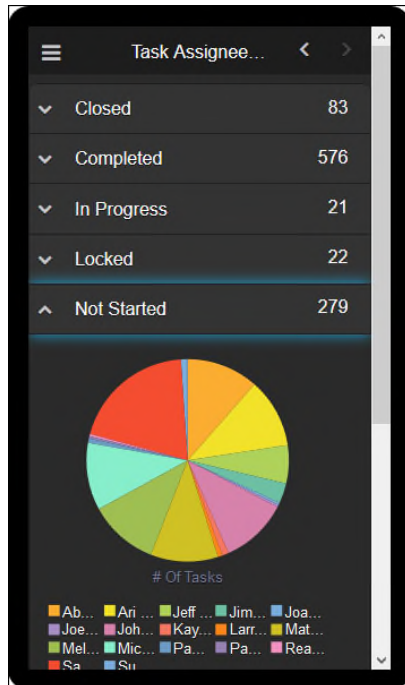 Task Assignee...
Closed 83
Completed 576
In Progress 21
Locked 22
Not Started 279
# Of Tasks
Ab... Ari ... Jeff ... Jim... Joa...
Joe... Joh... Kay... Larr... Mat...
Mel... Mic... Pa... Pa... Rea...
Sa... Su...